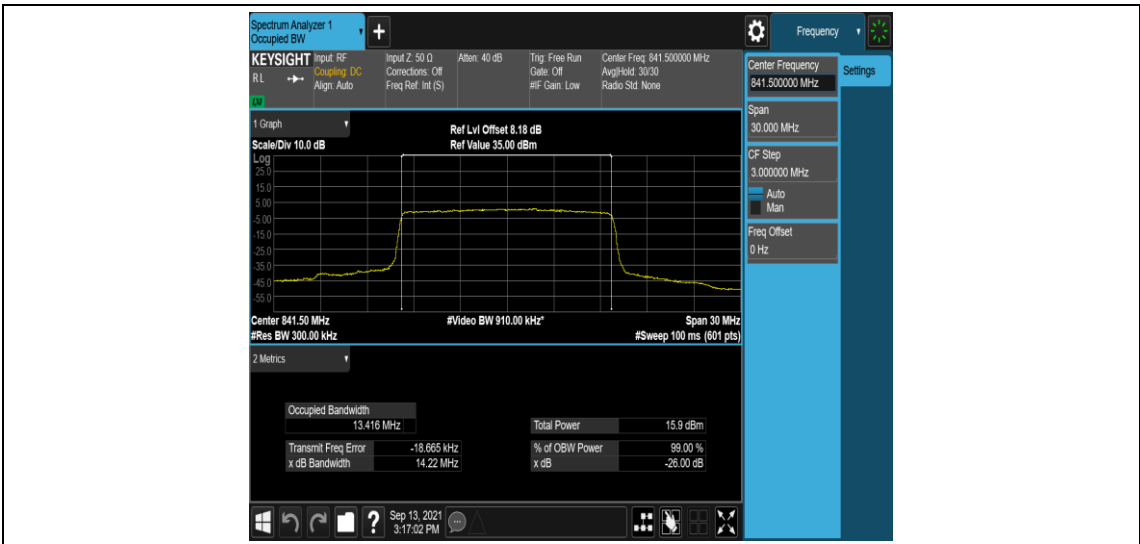 Spectrum Analyzer 1
Occupied BW
+
Frequency
KEYSIGHT Input: RF Input Z: 50 Ω Atten: 40 dB Trig: Free Run Center Freq: 841.500000 MHz
RL Coupling: DC Corrections: Off Gate: Off Avg|Hold: 30/30
Align: Auto Freq Ref: Int (S) #IF Gain: Low Radio Std: None
LXI
Center Frequency
841.500000 MHz
Settings
Span
30.000 MHz
CF Step
3.000000 MHz
Auto
Man
Freq Offset
0 Hz
1 Graph
Ref Lvl Offset 8.18 dB
Scale/Div 10.0 dB Ref Value 35.00 dBm
Log
25.0
15.0
5.00
-5.00
-15.0
-25.0
-35.0
-45.0
-55.0
Center 841.50 MHz #Video BW 910.00 kHz* Span 30 MHz
#Res BW 300.00 kHz #Sweep 100 ms (601 pts)
2 Metrics
Occupied Bandwidth
13.416 MHz
Total Power 15.9 dBm
Transmit Freq Error -18.665 kHz % of OBW Power 99.00 %
x dB Bandwidth 14.22 MHz x dB -26.00 dB
?
Sep 13, 2021
3:17:02 PM